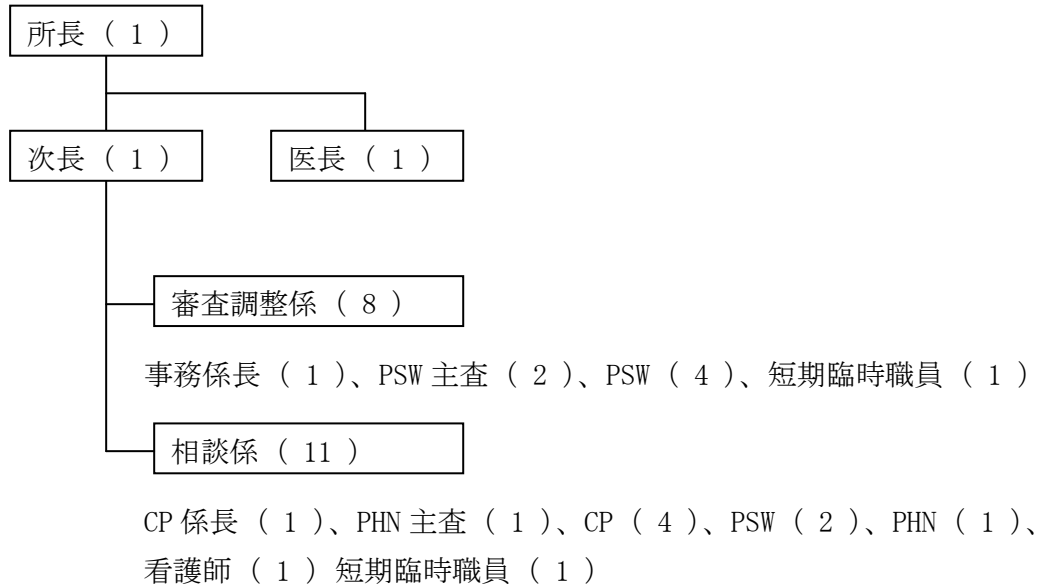 所長 ( 1 )
次長 ( 1 )
医長 ( 1 )
審査調整係 ( 8 )
事務係長 ( 1 )、PSW 主査 ( 2 )、PSW ( 4 )、短期臨時職員 ( 1 )
相談係 ( 11 )
CP 係長 ( 1 )、PHN 主査 ( 1 )、CP ( 4 )、PSW ( 2 )、PHN ( 1 )、
看護師 ( 1 ) 短期臨時職員 ( 1 )